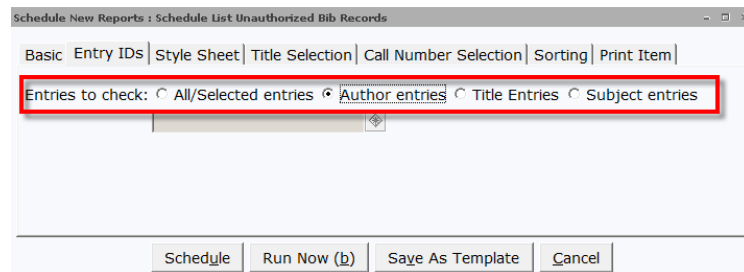 Schedule New Reports : Schedule List Unauthorized Bib Records
Basic Entry IDs Style Sheet Title Selection Call Number Selection Sorting Print Item
Entries to check: All/Selected entries Author entries Title Entries Subject entries
Schedule Run Now (b) Save As Template Cancel